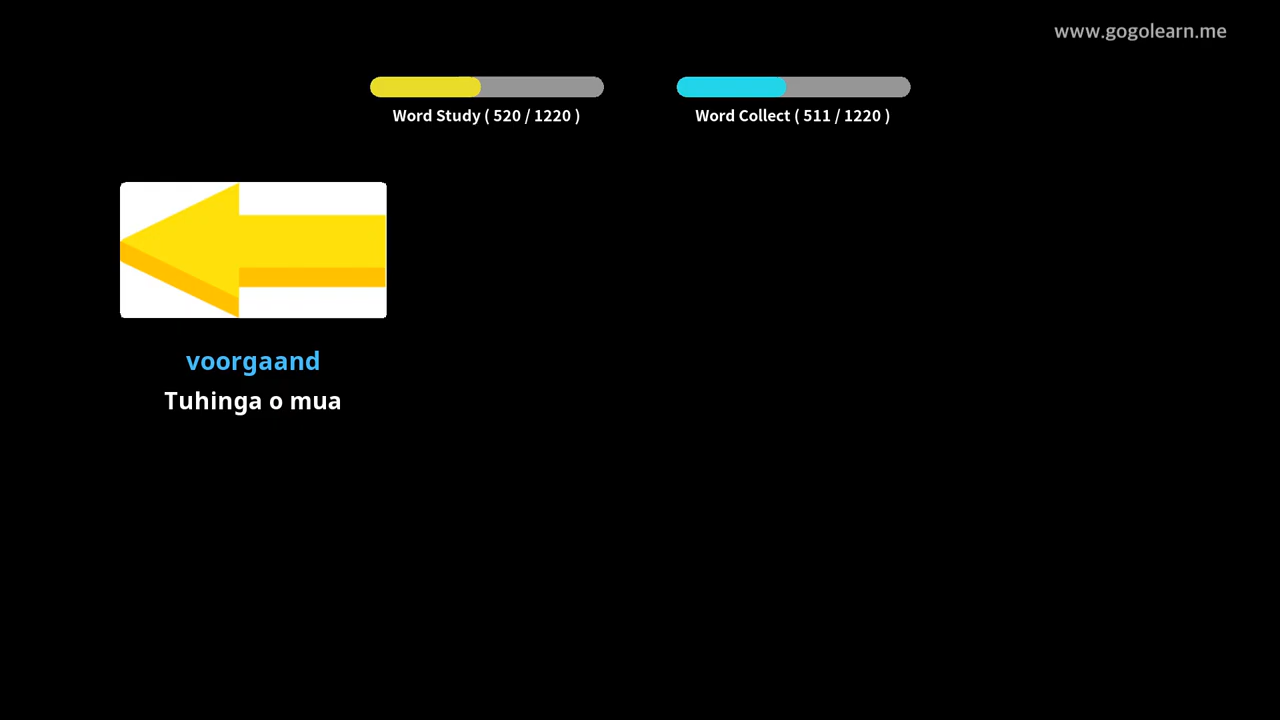 www.gogolearn.me
Word Study ( 520 / 1220 )
Word Collect ( 511 / 1220 )
voorgaand
Tuhinga o mua